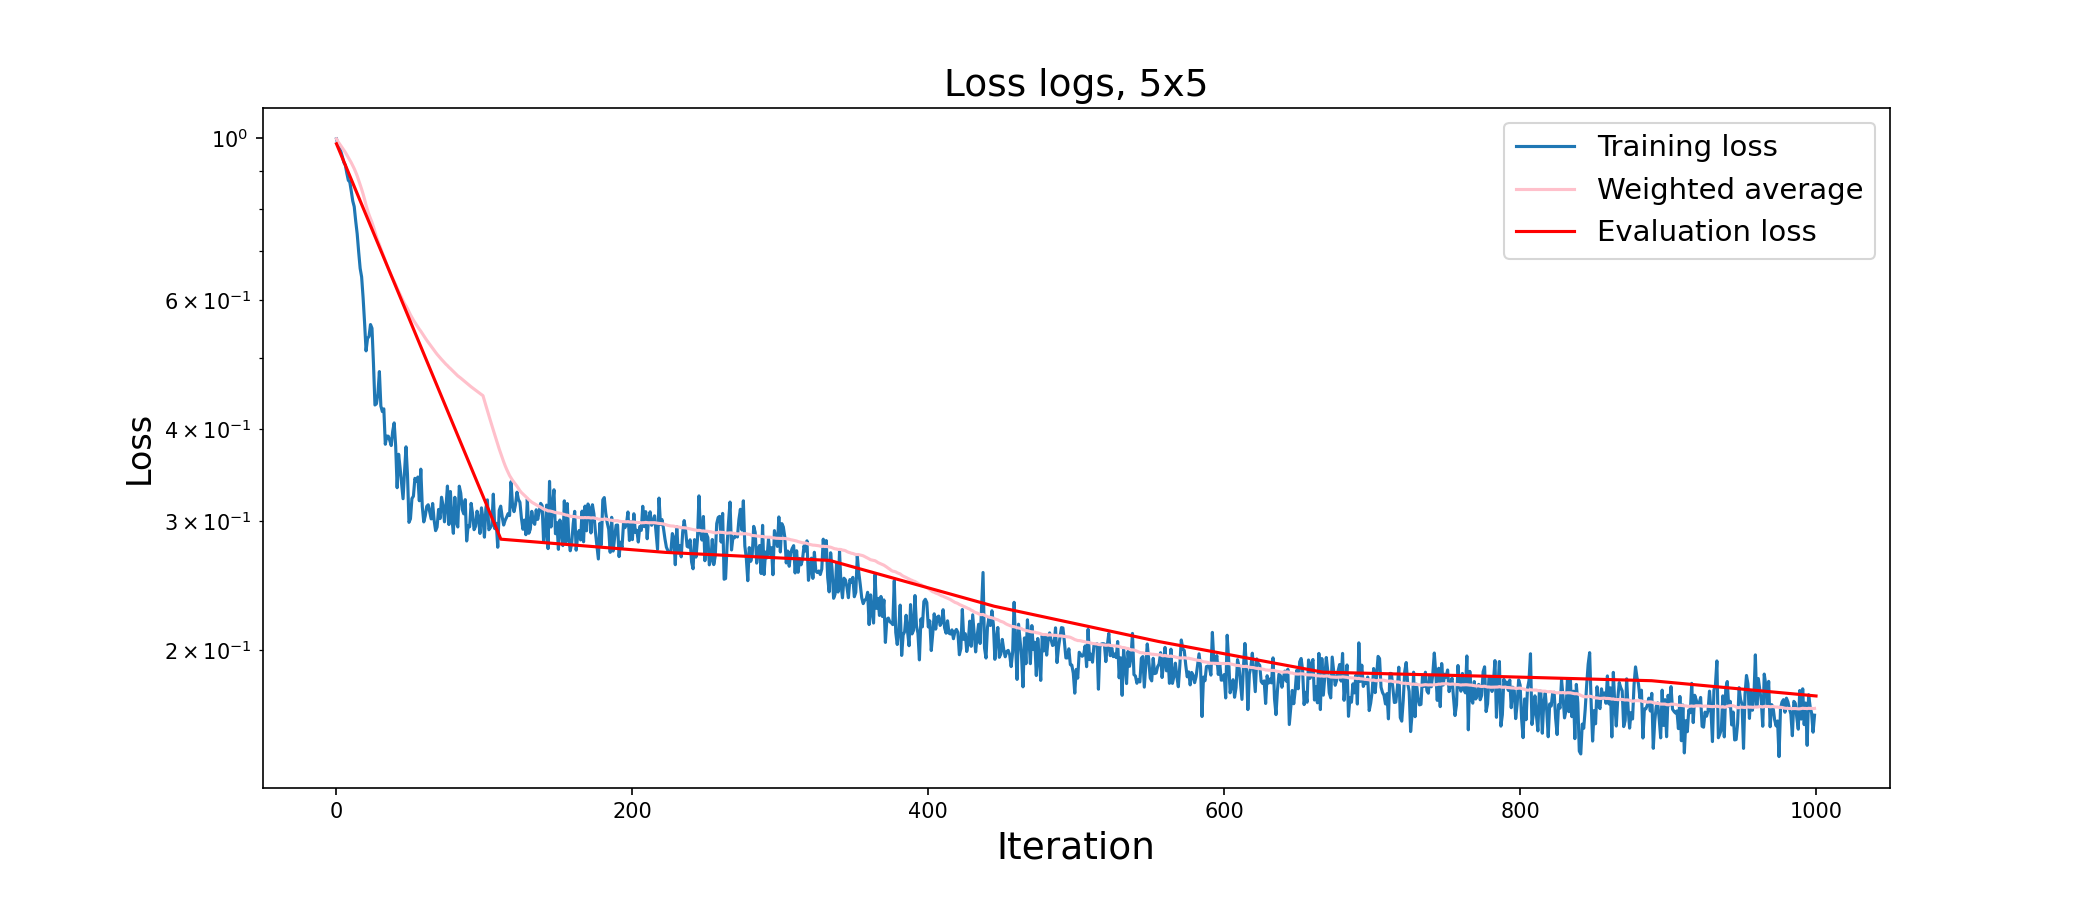 Loss logs, 5x5
10⁰
6 × 10⁻¹
4 × 10⁻¹
3 × 10⁻¹
2 × 10⁻¹
Loss
Training loss
Weighted average
Evaluation loss
0 200 400 600 800 1000
Iteration